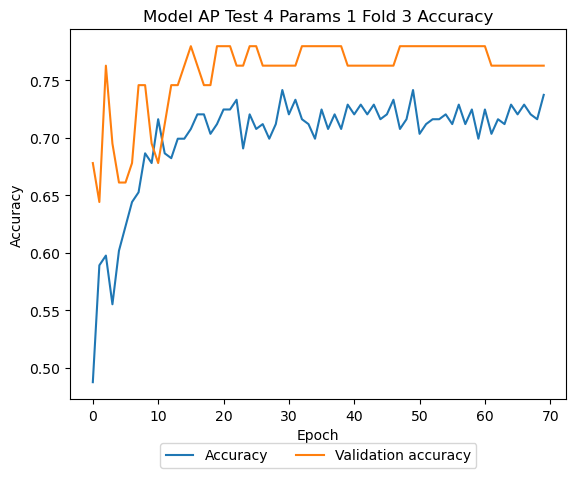 Model AP Test 4 Params 1 Fold 3 Accuracy
Accuracy
0.75
0.70
0.65
0.60
0.55
0.50
0 10 20 30 40 50 60 70
Epoch
Accuracy Validation accuracy